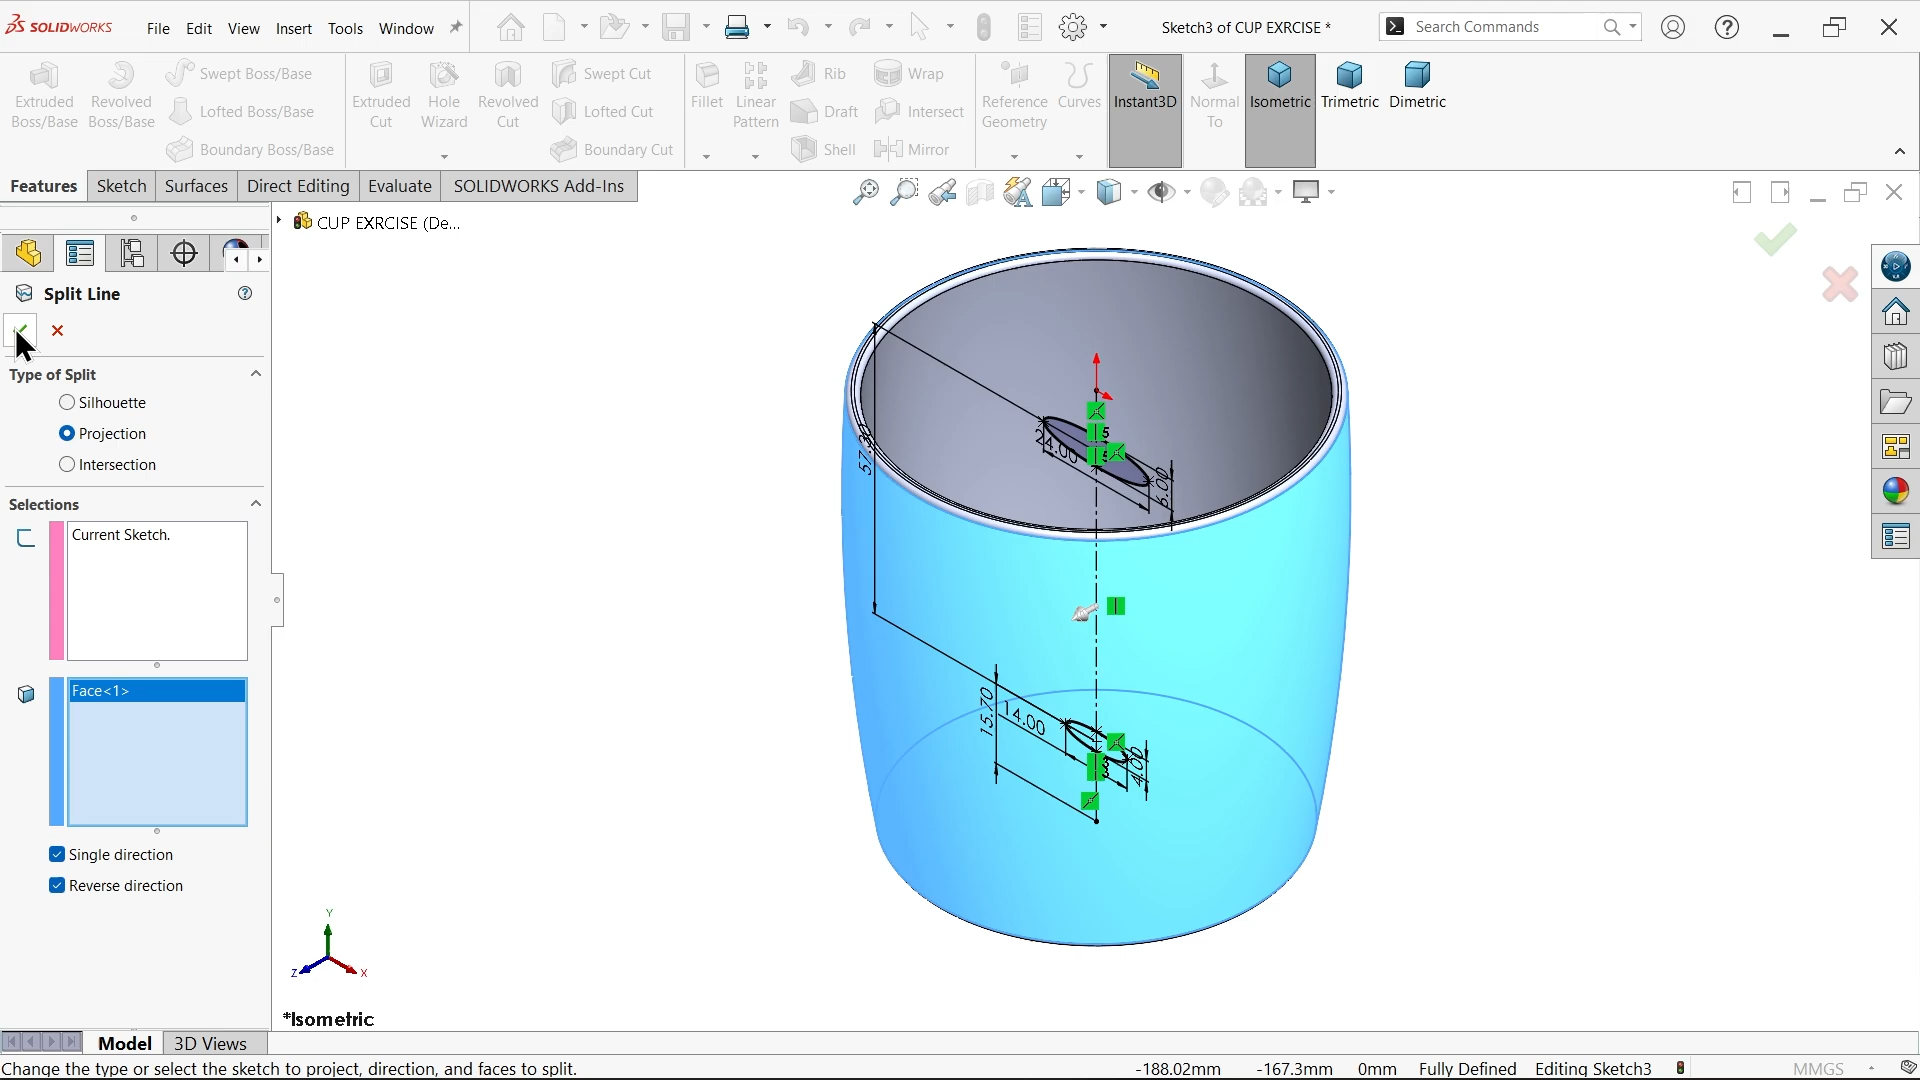 SOLIDWORKS File Edit View Insert Tools Window Sketch3 of CUP EXRCISE * Search Commands
Extruded Boss/Base Revolved Boss/Base Swept Boss/Base Lofted Boss/Base Boundary Boss/Base
Extruded Cut Hole Wizard Revolved Cut Swept Cut Lofted Cut Boundary Cut
Fillet Linear Pattern Rib Draft Shell Wrap Intersect Mirror
Reference Geometry Curves Instant3D Normal To Isometric Trimetric Dimetric
Features Sketch Surfaces Direct Editing Evaluate SOLIDWORKS Add-Ins
CUP EXRCISE (De...
Split Line
Type of Split
Silhouette
Projection
Intersection
Selections
Current Sketch.
Face<1>
Single direction
Reverse direction
24.00
6.00
15.70
14.00
4.00
Y
Z X
*Isometric
Model 3D Views
Change the type or select the sketch to project, direction, and faces to split. -188.02mm -167.3mm 0mm Fully Defined Editing Sketch3 MMGS